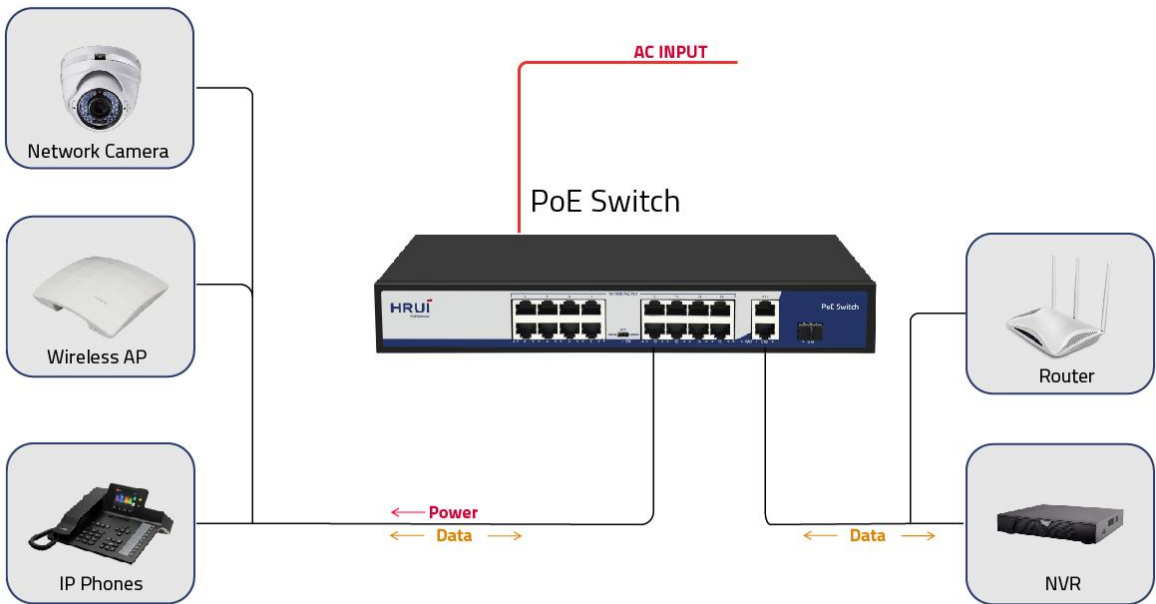 AC INPUT
PoE Switch
Network Camera
HRUI
PoE Switch
Wireless AP
Router
Power
Data
Data
IP Phones
NVR